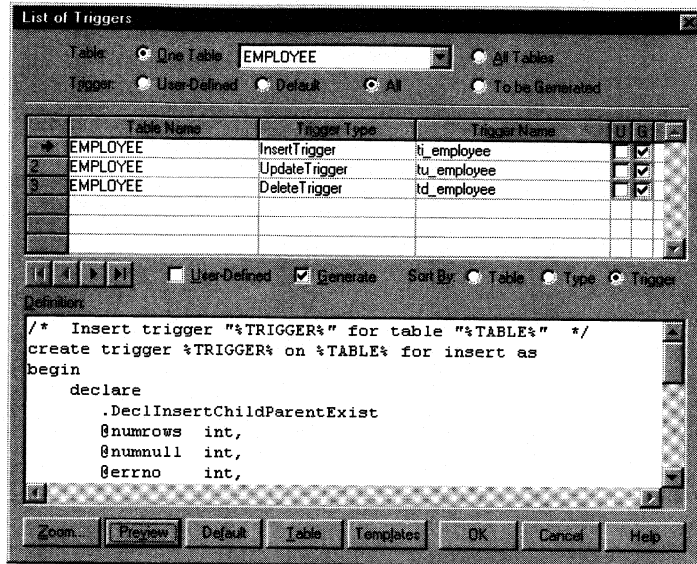 List of Triggers
Table: One Table EMPLOYEE All Tables
Trigger: User-Defined Default All To be Generated
Table Name Trigger Type Trigger Name U G
EMPLOYEE InsertTrigger ti_employee
2 EMPLOYEE UpdateTrigger tu_employee
3 EMPLOYEE DeleteTrigger td_employee
User-Defined Generate Sort By: Table Type Trigger
Definition:
/*  Insert trigger "%TRIGGER%" for table "%TABLE%"  */
create trigger %TRIGGER% on %TABLE% for insert as
begin
declare
.DeclInsertChildParentExist
@numrows int,
@numnull int,
@errno int,
Zoom... Preview Default Table Templates OK Cancel Help